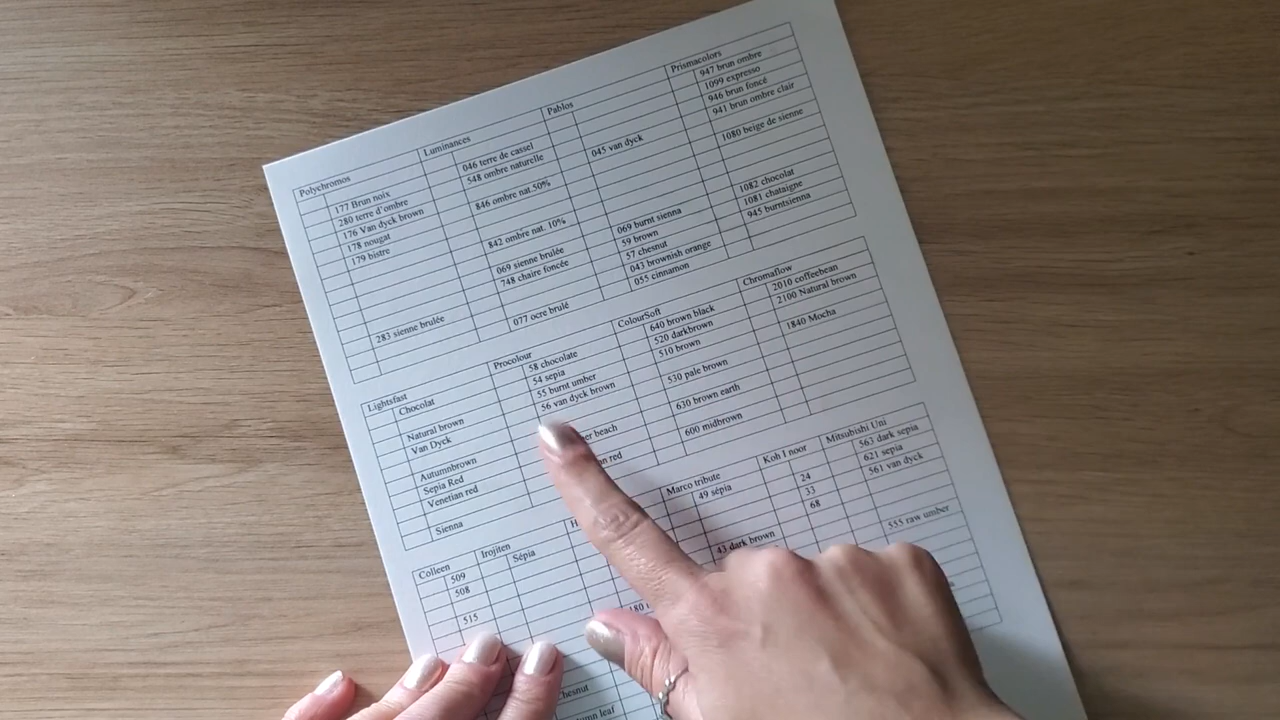 Polychromos
177 Brun noix
280 terre d'ombre
176 Van dyck brown
178 nougat
179 bistre
283 sienne brulée
Luminances
046 terre de cassel
548 ombre naturelle
846 ombre nat.50%
842 ombre nat. 10%
069 sienne brulée
748 chaire foncée
077 ocre brulé
Pablos
045 van dyck
069 burnt sienna
59 brown
57 chesnut
043 brownish orange
055 cinnamon
Prismacolors
947 brun ombre
1099 expresso
946 brun foncé
941 brun ombre clair
1080 beige de sienne
1082 chocolat
1081 chataigne
945 burntsienna
Lightsfast
Chocolat
Natural brown
Van Dyck
Autumnbrown
Sepia Red
Venetian red
Sienna
Procolour
58 chocolate
54 sepia
55 burnt umber
56 van dyck brown
beach
red
ColourSoft
640 brown black
520 darkbrown
510 brown
530 pale brown
630 brown earth
600 midbrown
Chromaflow
2010 coffeebean
2100 Natural brown
1840 Mocha
Colleen
509
508
515
Irojiten
Sépia
Marco tribute
49 sépia
43 dark brown
Koh I noor
24
33
68
Mitsubishi Uni
563 dark sepia
621 sepia
561 van dyck
555 raw umber
180
leaf